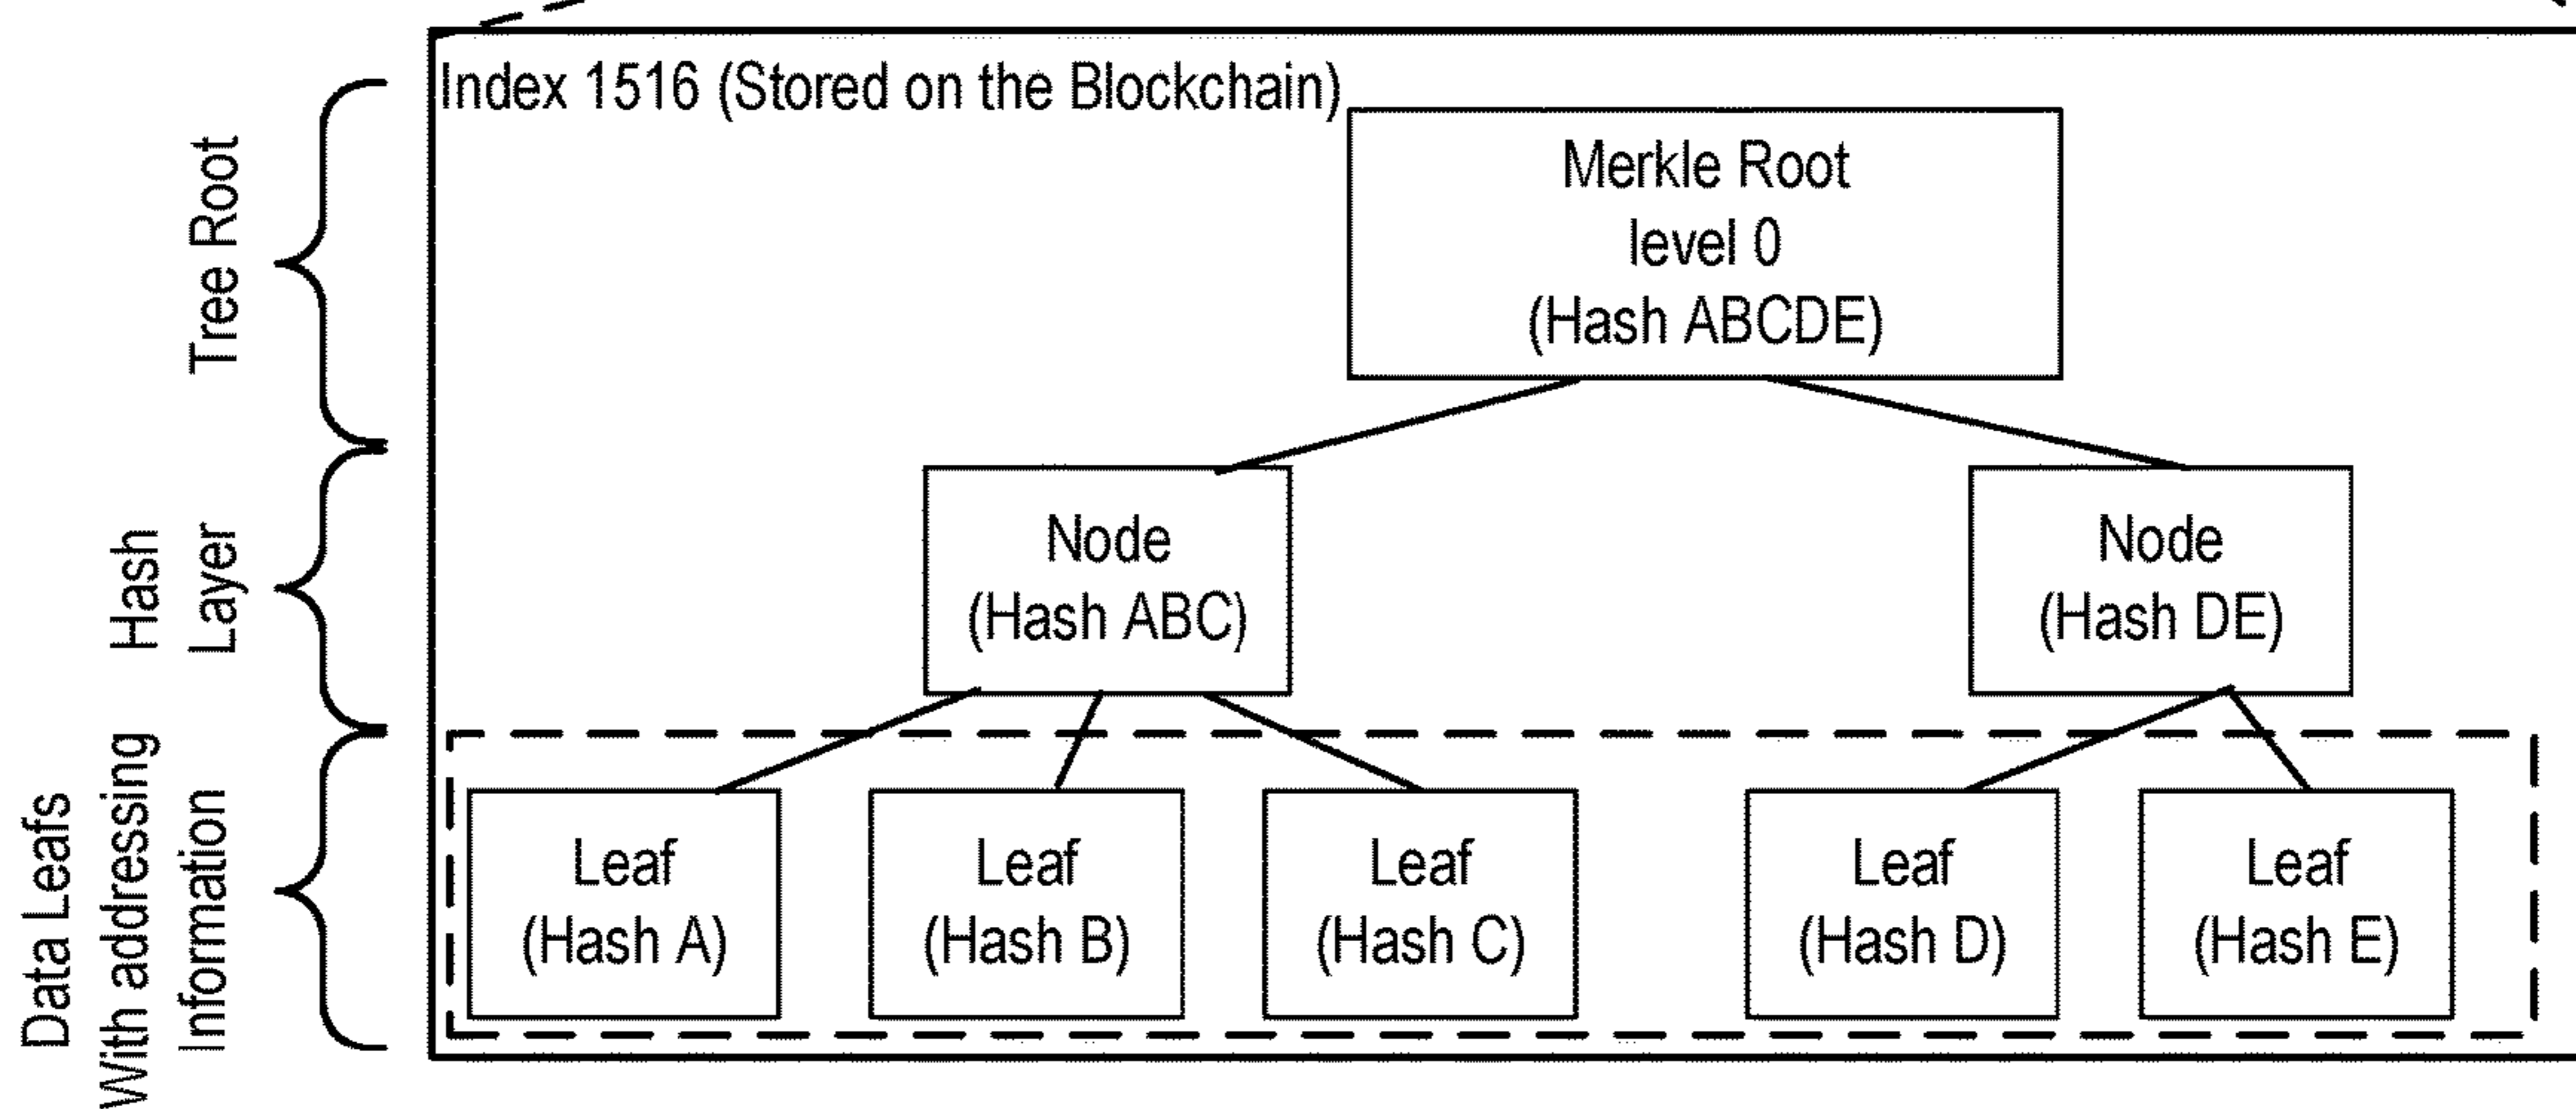 Index 1516 (Stored on the Blockchain)
Tree Root
Merkle Root
level 0
(Hash ABCDE)
Hash
Layer
Node
(Hash ABC)
Node
(Hash DE)
Data Leafs
With addressing
Information
Leaf
(Hash A)
Leaf
(Hash B)
Leaf
(Hash C)
Leaf
(Hash D)
Leaf
(Hash E)